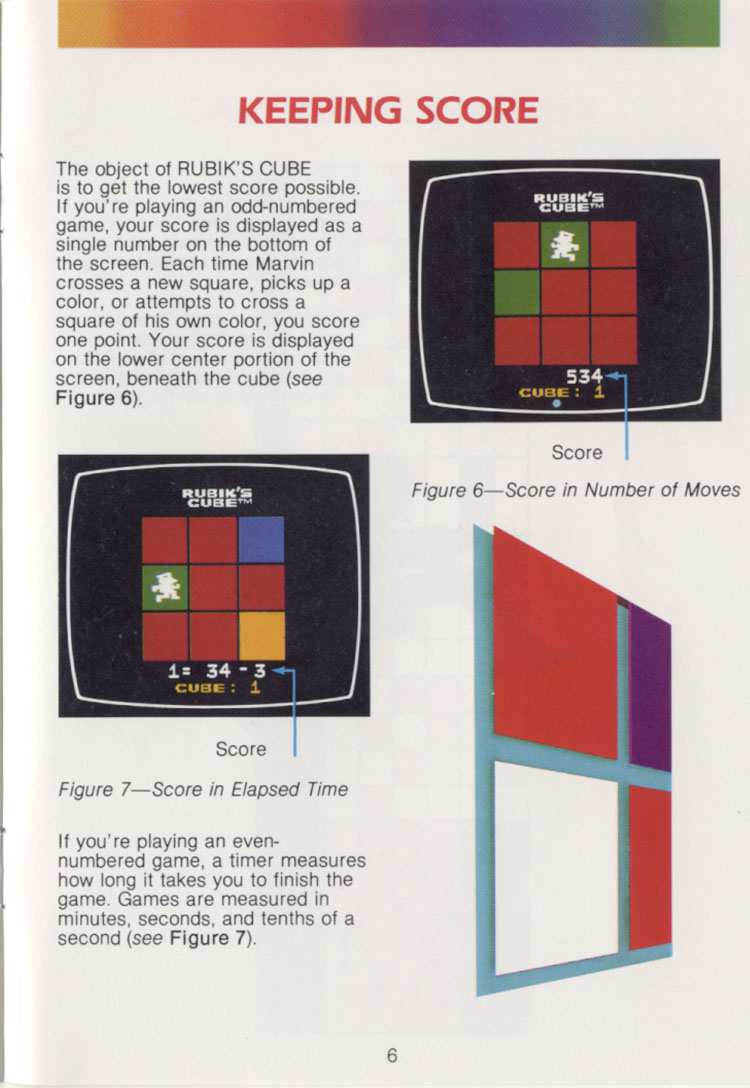 KEEPING SCORE
The object of RUBIK'S CUBE
is to get the lowest score possible.
If you're playing an odd-numbered
game, your score is displayed as a
single number on the bottom of
the screen. Each time Marvin
crosses a new square, picks up a
color, or attempts to cross a
square of his own color, you score
one point. Your score is displayed
on the lower center portion of the
screen, beneath the cube (see
Figure 6).
RUBIK'S
CUBE™
534
CUBE: 1
Score
Figure 6—Score in Number of Moves
RUBIK'S
CUBE™
1= 34 - 3
CUBE: 1
Score
Figure 7—Score in Elapsed Time
If you're playing an even-
numbered game, a timer measures
how long it takes you to finish the
game. Games are measured in
minutes, seconds, and tenths of a
second (see Figure 7).
6